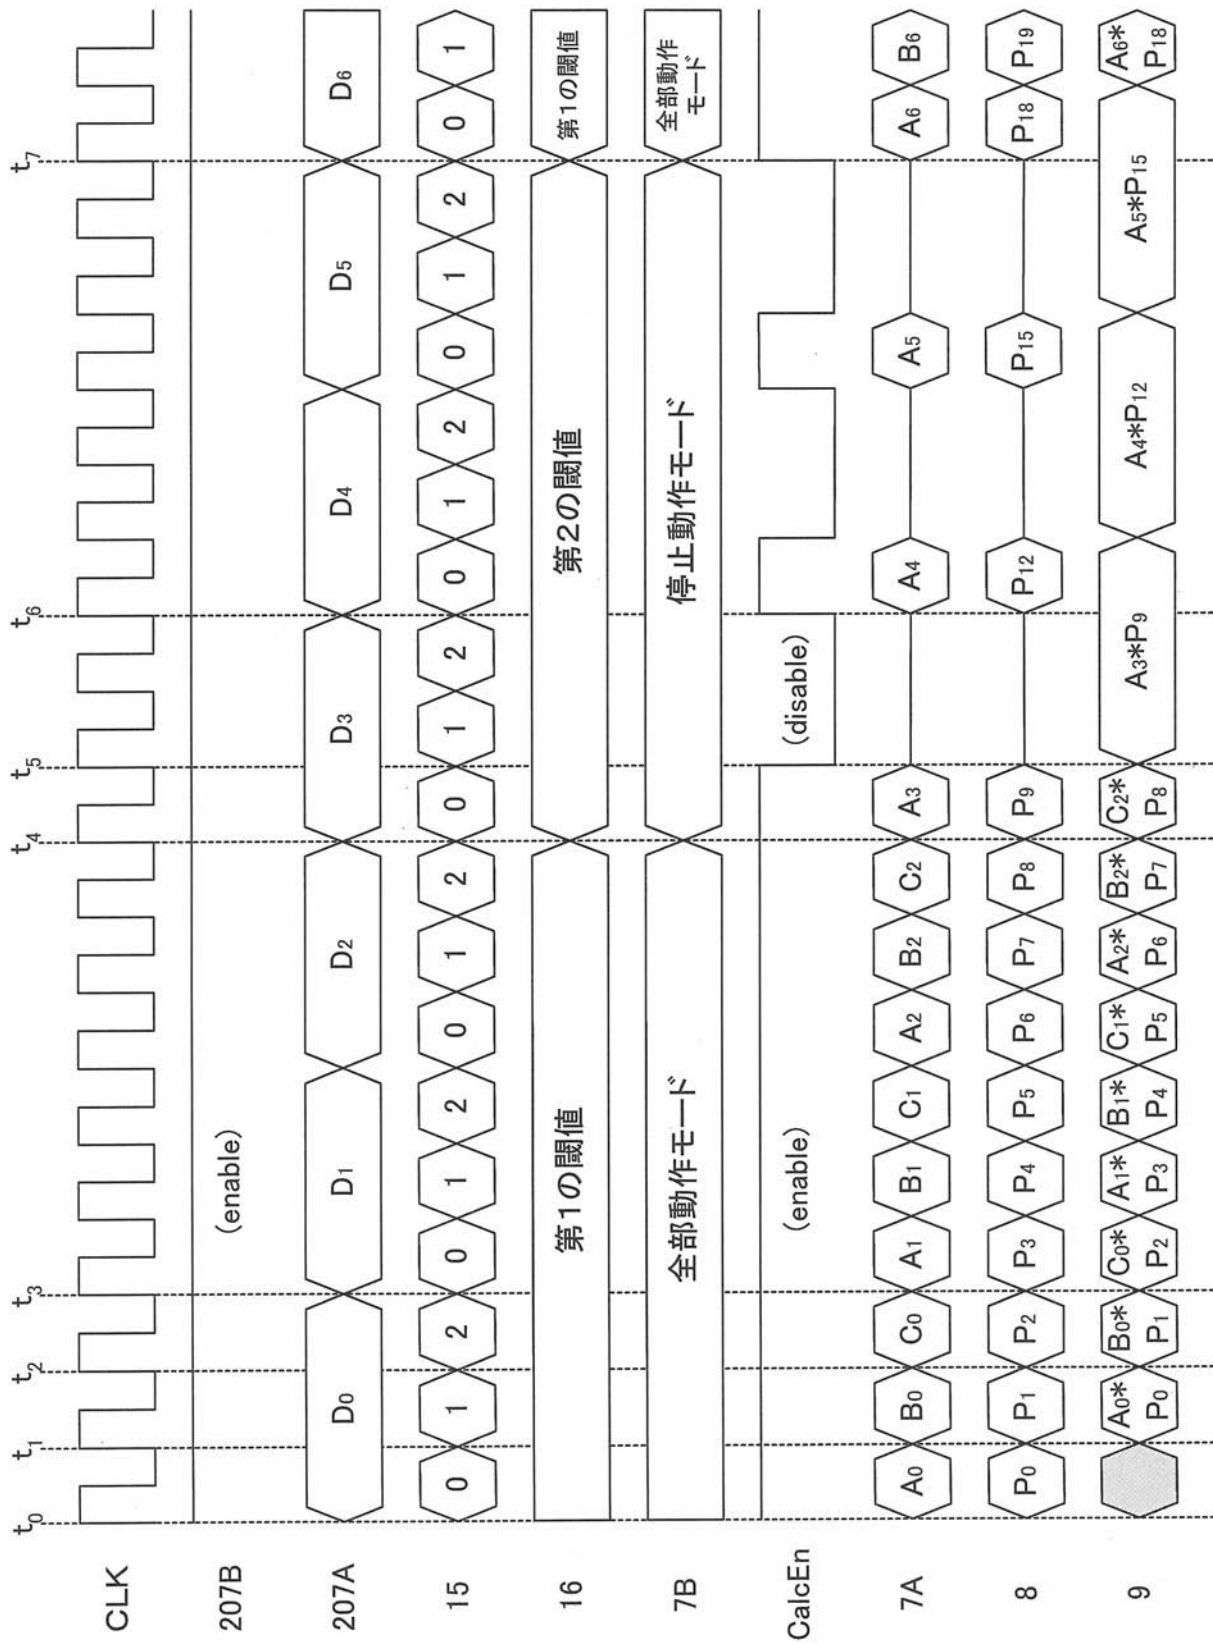 t0 t1 t2 t3 t4 t5 t6 t7
CLK
207B (enable)
207A D0 D1 D2 D3 D4 D5 D6
15 0 1 2 0 1 2 0 1 2 0 1 2 0 1 2 0 1 2 0 1
16 第1の閾値 第2の閾値 第1の閾値
7B 全部動作モード 停止動作モード 全部動作
モード
CalcEn (enable) (disable)
7A A0 B0 C0 A1 B1 C1 A2 B2 C2 A3 A4 A5 A6 B6
8 P0 P1 P2 P3 P4 P5 P6 P7 P8 P9 P12 P15 P18 P19
9 A0* B0* C0* A1* B1* C1* A2* B2* C2* A3*P9 A4*P12 A5*P15 A6*
P0 P1 P2 P3 P4 P5 P6 P7 P8 P18